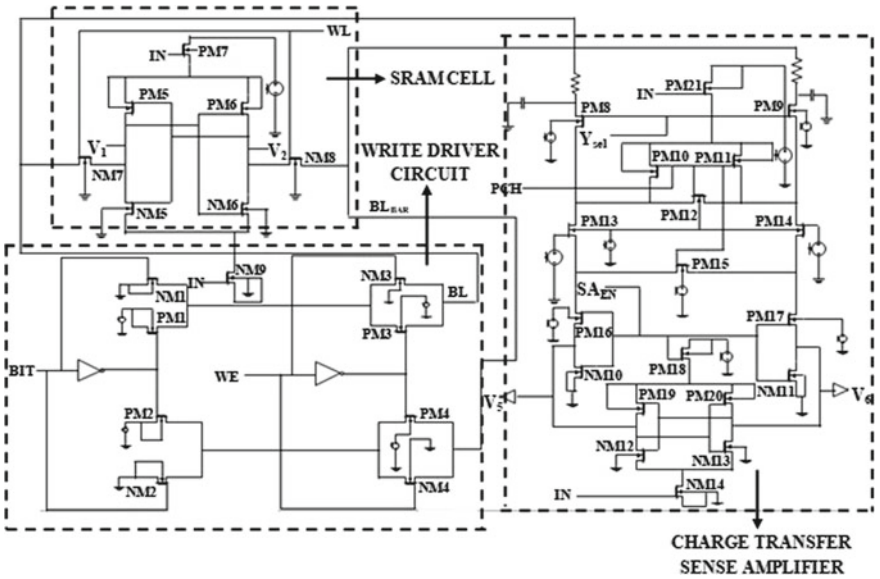 WL
IN PM7
SRAM CELL
PM5 PM6
V1 V2
NM7 NM8
NM5 NM6
WRITE DRIVER
CIRCUIT
BLBAR
PM21
IN
PM8 PM9
Ysel
PM10 PM11
PCH
PM12
PM13 PM14
PM15
SAEN
PM16 PM17
PM18
NM10 NM11
PM19 PM20
V5 V6
NM12 NM13
NM14
IN
IN NM9
NM1 NM3
BL
PM1 PM3
BIT WE
PM2 PM4
NM2 NM4
CHARGE TRANSFER
SENSE AMPLIFIER